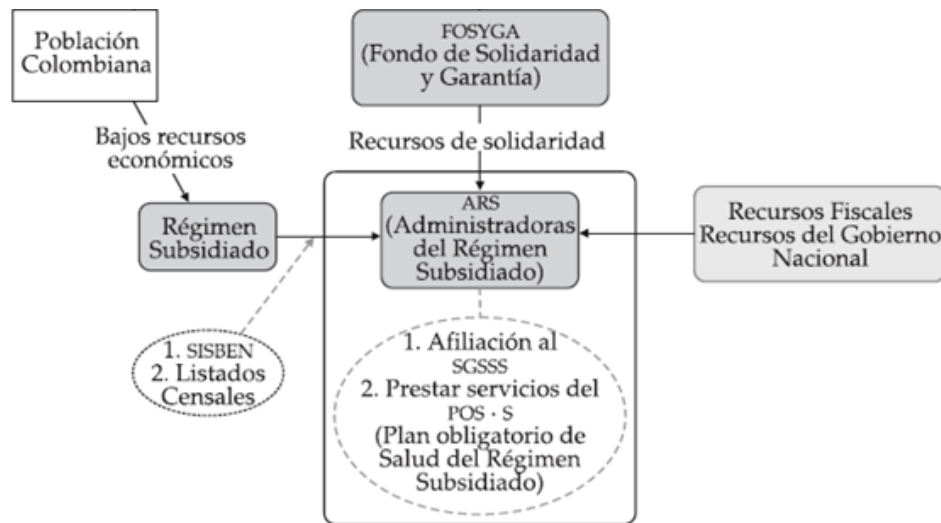 Población
Colombiana
FOSYGA
(Fondo de Solidaridad
y Garantía)
Bajos recursos
económicos
Recursos de solidaridad
Régimen
Subsidiado
ARS
(Administradoras
del Régimen
Subsidiado)
Recursos Fiscales
Recursos del Gobierno
Nacional
1. SISBEN
2. Listados
Censales
1. Afiliación al
SGSSS
2. Prestar servicios del
POS · S
(Plan obligatorio de
Salud del Régimen
Subsidiado)